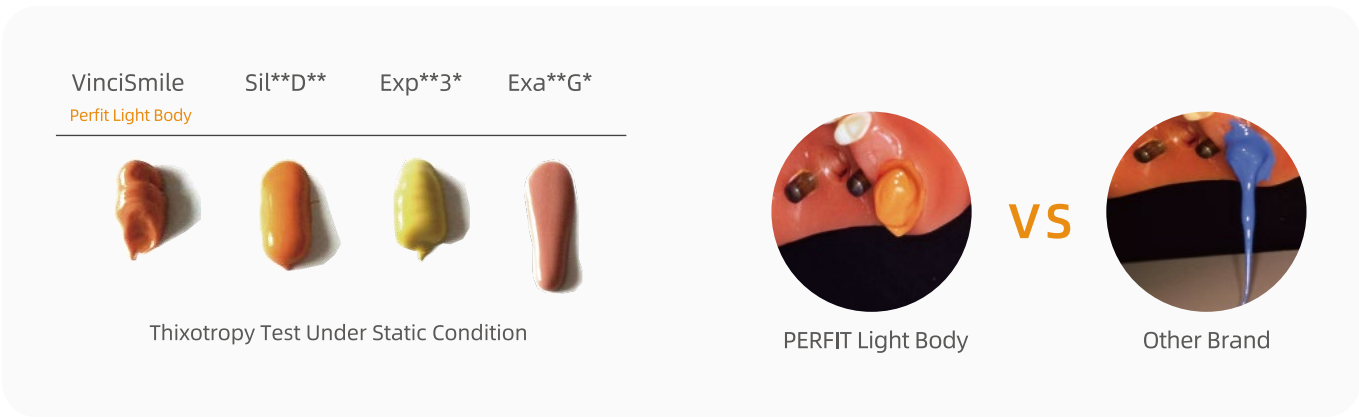 VinciSmile
Perfit Light Body
Sil**D**
Exp**3*
Exa**G*
Thixotropy Test Under Static Condition
VS
PERFIT Light Body
Other Brand